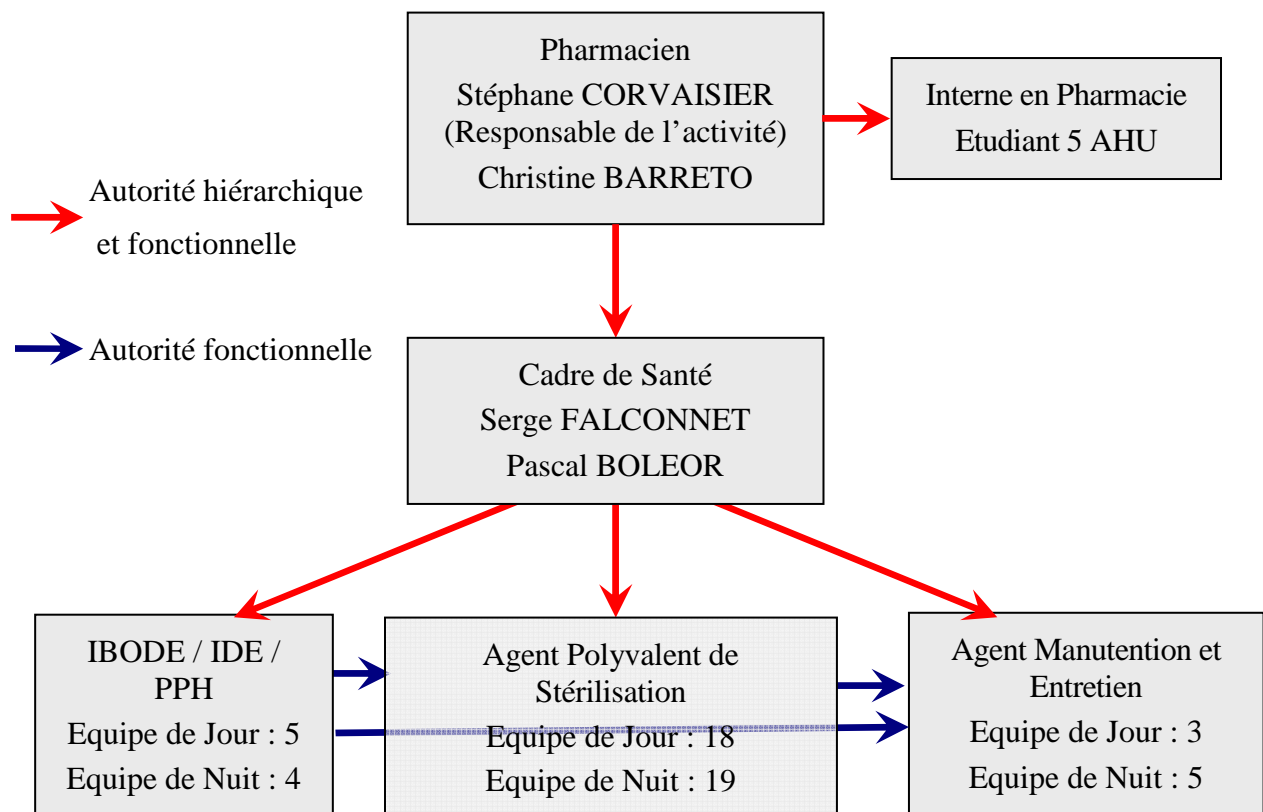 Pharmacien
Stéphane CORVAISIER
(Responsable de l’activité)
Christine BARRETO
Interne en Pharmacie
Etudiant 5 AHU
Autorité hiérarchique
et fonctionnelle
Autorité fonctionnelle
Cadre de Santé
Serge FALCONNET
Pascal BOLEOR
IBODE / IDE /
PPH
Equipe de Jour : 5
Equipe de Nuit : 4
Agent Polyvalent de
Stérilisation
Equipe de Jour : 18
Equipe de Nuit : 19
Agent Manutention et
Entretien
Equipe de Jour : 3
Equipe de Nuit : 5